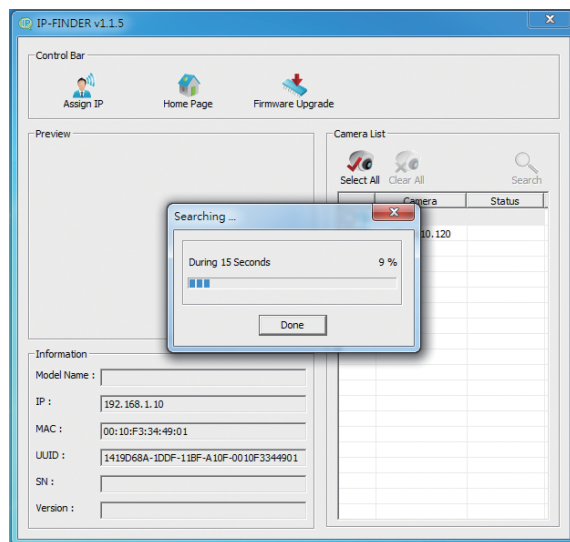 IP-FINDER v1.1.5
Control Bar
Assign IP
Home Page
Firmware Upgrade
Preview
Camera List
Select All
Clear All
Search
Camera
Status
10.120
Searching ...
During 15 Seconds
9 %
Done
Information
Model Name :
IP :
192.168.1.10
MAC :
00:10:F3:34:49:01
UUID :
1419D68A-1DDF-11BF-A10F-0010F3344901
SN :
Version :